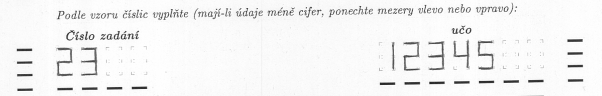 Podle vzoru číslic vyplňte (mají-li údaje méně cifer, ponechte mezery vlevo nebo vpravo):
Číslo zadání učo
23 12345